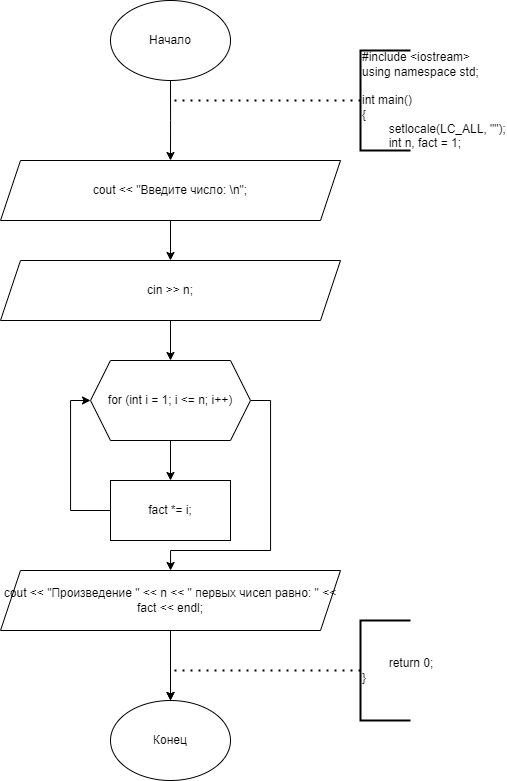 Начало
#include <iostream>
using namespace std;
int main()
{
setlocale(LC_ALL, "");
int n, fact = 1;
cout << "Введите число: \n";
cin >> n;
for (int i = 1; i <= n; i++)
fact *= i;
cout << "Произведение " << n << " первых чисел равно: " <<
fact << endl;
return 0;
}
Конец